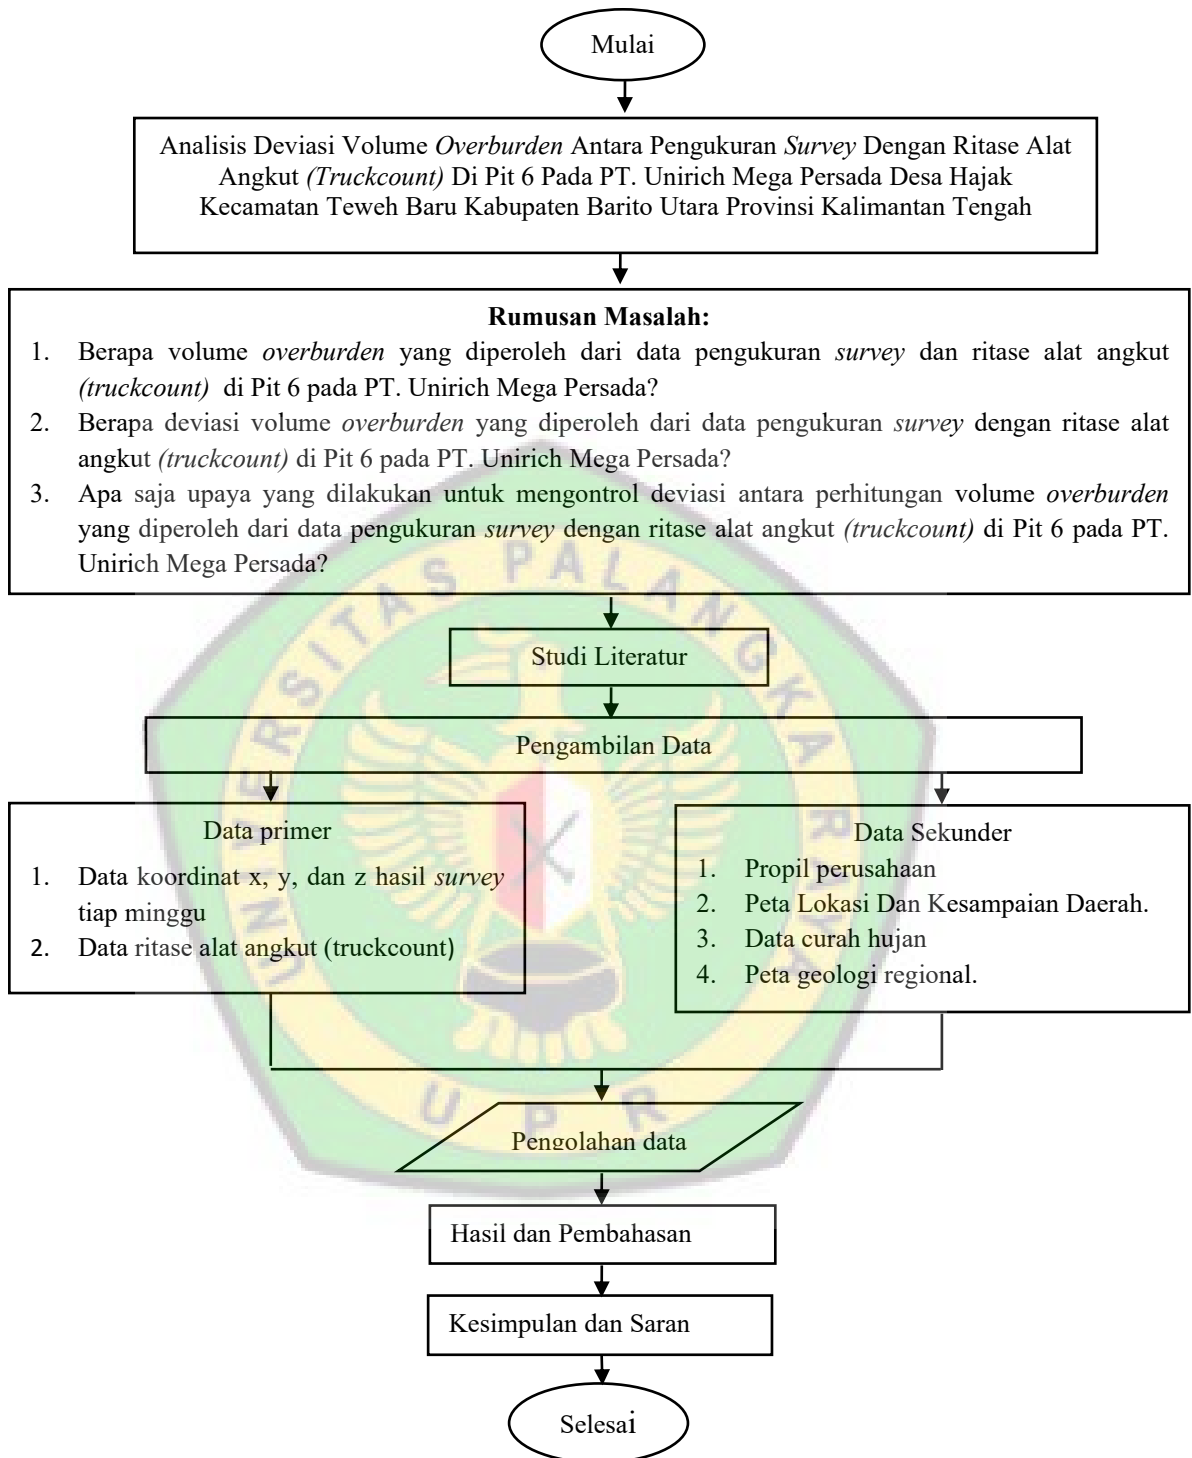 Mulai
Analisis Deviasi Volume Overburden Antara Pengukuran Survey Dengan Ritase Alat
Angkut (Truckcount) Di Pit 6 Pada PT. Unirich Mega Persada Desa Hajak
Kecamatan Teweh Baru Kabupaten Barito Utara Provinsi Kalimantan Tengah
Rumusan Masalah:
1. Berapa volume overburden yang diperoleh dari data pengukuran survey dan ritase alat angkut
(truckcount) di Pit 6 pada PT. Unirich Mega Persada?
2. Berapa deviasi volume overburden yang diperoleh dari data pengukuran survey dengan ritase alat
angkut (truckcount) di Pit 6 pada PT. Unirich Mega Persada?
3. Apa saja upaya yang dilakukan untuk mengontrol deviasi antara perhitungan volume overburden
yang diperoleh dari data pengukuran survey dengan ritase alat angkut (truckcount) di Pit 6 pada PT.
Unirich Mega Persada?
UNIVERSITAS PALANGKA RAYA
Studi Literatur
Pengambilan Data
Data primer
1. Data koordinat x, y, dan z hasil survey
tiap minggu
2. Data ritase alat angkut (truckcount)
Data Sekunder
1. Propil perusahaan
2. Peta Lokasi Dan Kesampaian Daerah.
3. Data curah hujan
4. Peta geologi regional.
UPR
Pengolahan data
Hasil dan Pembahasan
Kesimpulan dan Saran
Selesai